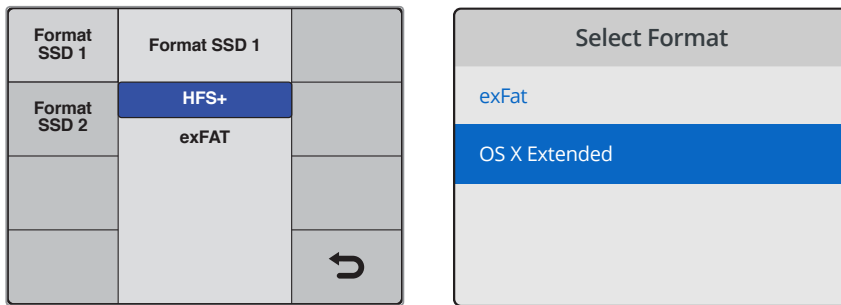 Format
SSD 1
Format SSD 1
HFS+
Format
SSD 2
exFAT
Select Format
exFat
OS X Extended